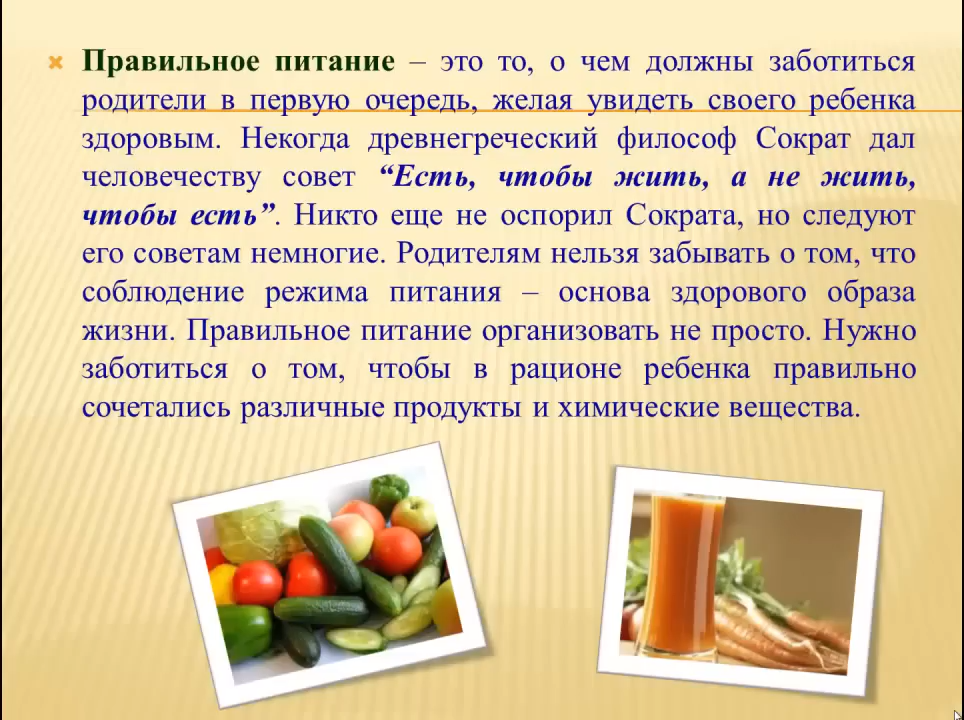 Правильное питание – это то, о чем должны заботиться
родители в первую очередь, желая увидеть своего ребенка
здоровым. Некогда древнегреческий философ Сократ дал
человечеству совет “Есть, чтобы жить, а не жить,
чтобы есть”. Никто еще не оспорил Сократа, но следуют
его советам немногие. Родителям нельзя забывать о том, что
соблюдение режима питания – основа здорового образа
жизни. Правильное питание организовать не просто. Нужно
заботиться о том, чтобы в рационе ребенка правильно
сочетались различные продукты и химические вещества.